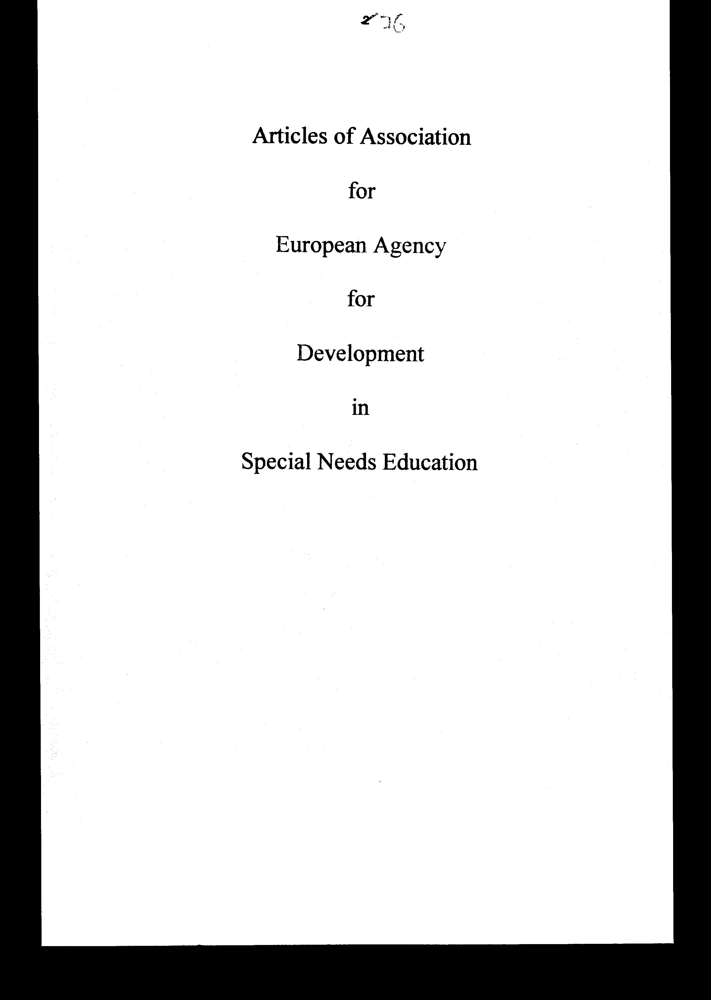 Articles of Association
for
European Agency
for
Development
in
Special Needs Education